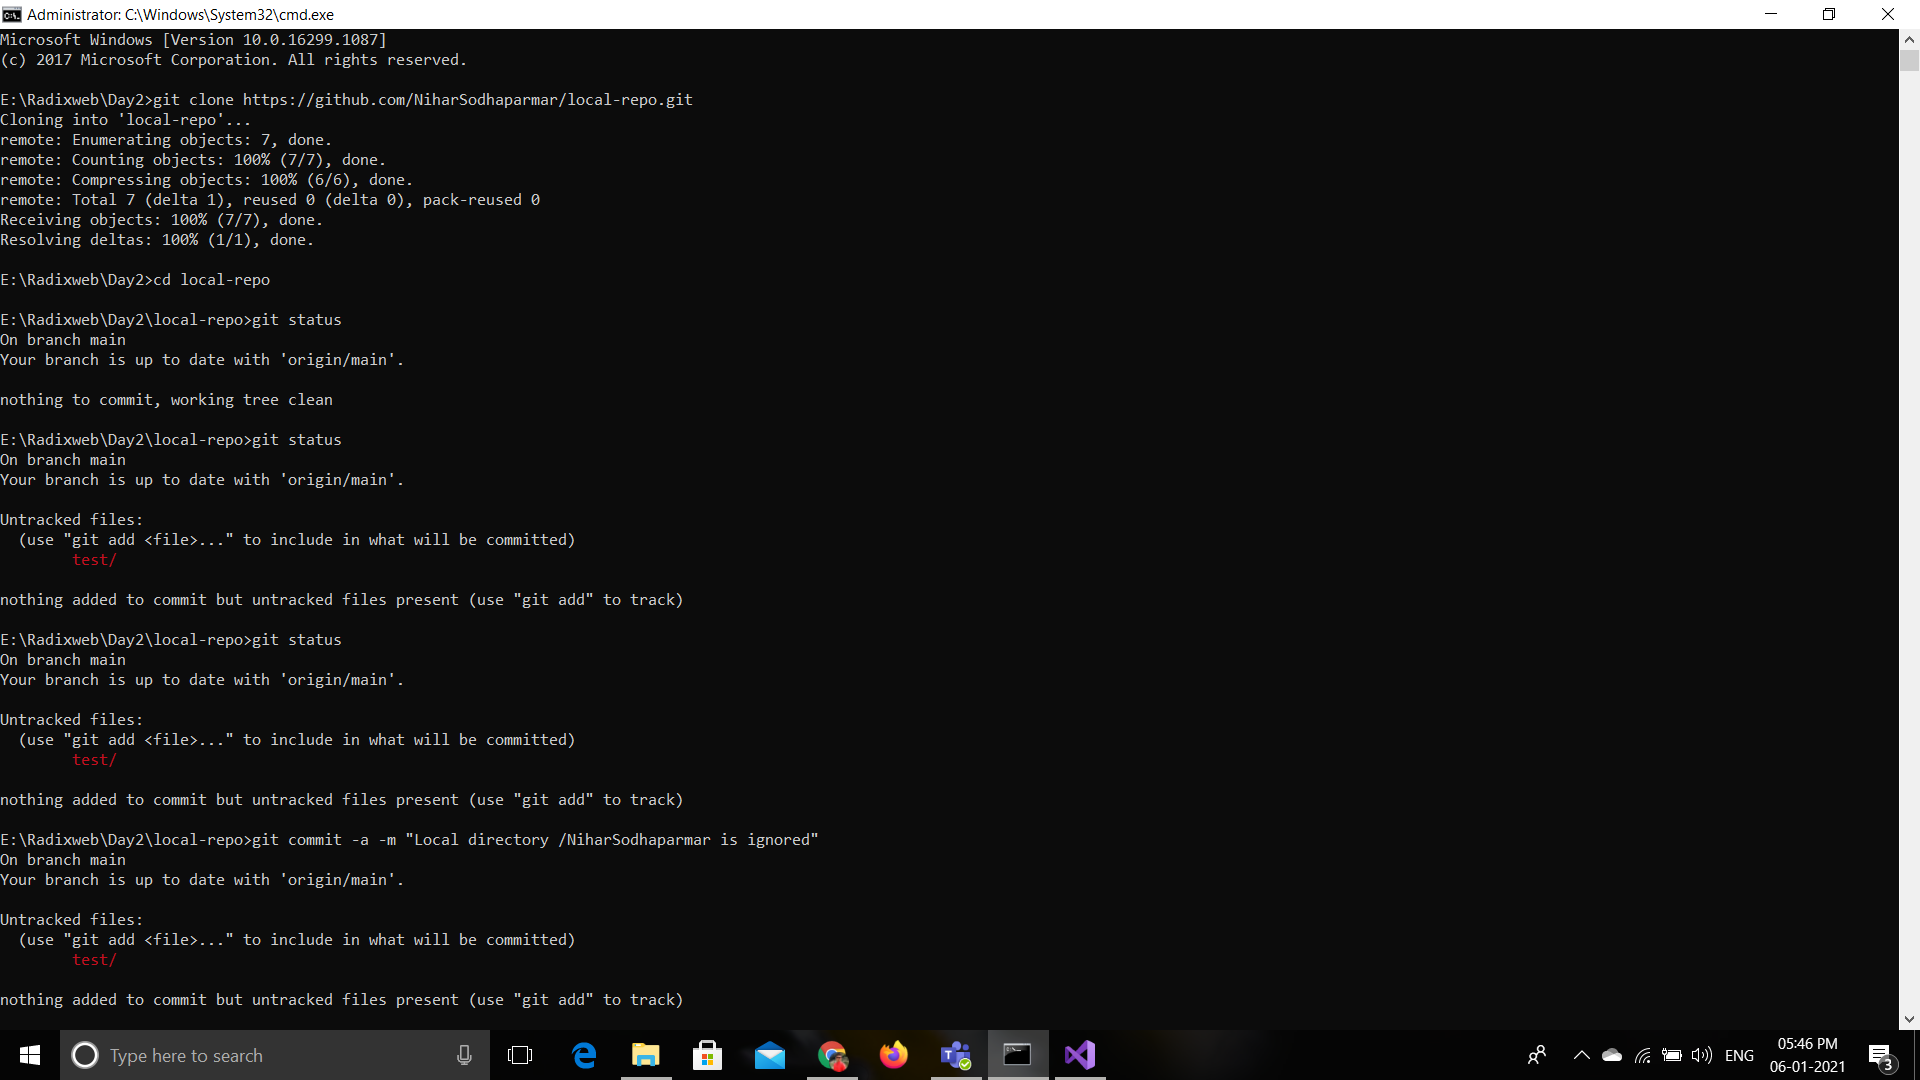 Administrator: C:\Windows\System32\cmd.exe
Microsoft Windows [Version 10.0.16299.1087]
(c) 2017 Microsoft Corporation. All rights reserved.
E:\Radixweb\Day2>git clone https://github.com/NiharSodhaparmar/local-repo.git
Cloning into 'local-repo'...
remote: Enumerating objects: 7, done.
remote: Counting objects: 100% (7/7), done.
remote: Compressing objects: 100% (6/6), done.
remote: Total 7 (delta 1), reused 0 (delta 0), pack-reused 0
Receiving objects: 100% (7/7), done.
Resolving deltas: 100% (1/1), done.
E:\Radixweb\Day2>cd local-repo
E:\Radixweb\Day2\local-repo>git status
On branch main
Your branch is up to date with 'origin/main'.
nothing to commit, working tree clean
E:\Radixweb\Day2\local-repo>git status
On branch main
Your branch is up to date with 'origin/main'.
Untracked files:
  (use "git add <file>..." to include in what will be committed)
        test/
nothing added to commit but untracked files present (use "git add" to track)
E:\Radixweb\Day2\local-repo>git status
On branch main
Your branch is up to date with 'origin/main'.
Untracked files:
  (use "git add <file>..." to include in what will be committed)
        test/
nothing added to commit but untracked files present (use "git add" to track)
E:\Radixweb\Day2\local-repo>git commit -a -m "Local directory /NiharSodhaparmar is ignored"
On branch main
Your branch is up to date with 'origin/main'.
Untracked files:
  (use "git add <file>..." to include in what will be committed)
        test/
nothing added to commit but untracked files present (use "git add" to track)
Type here to search
ENG
05:46 PM
06-01-2021
3